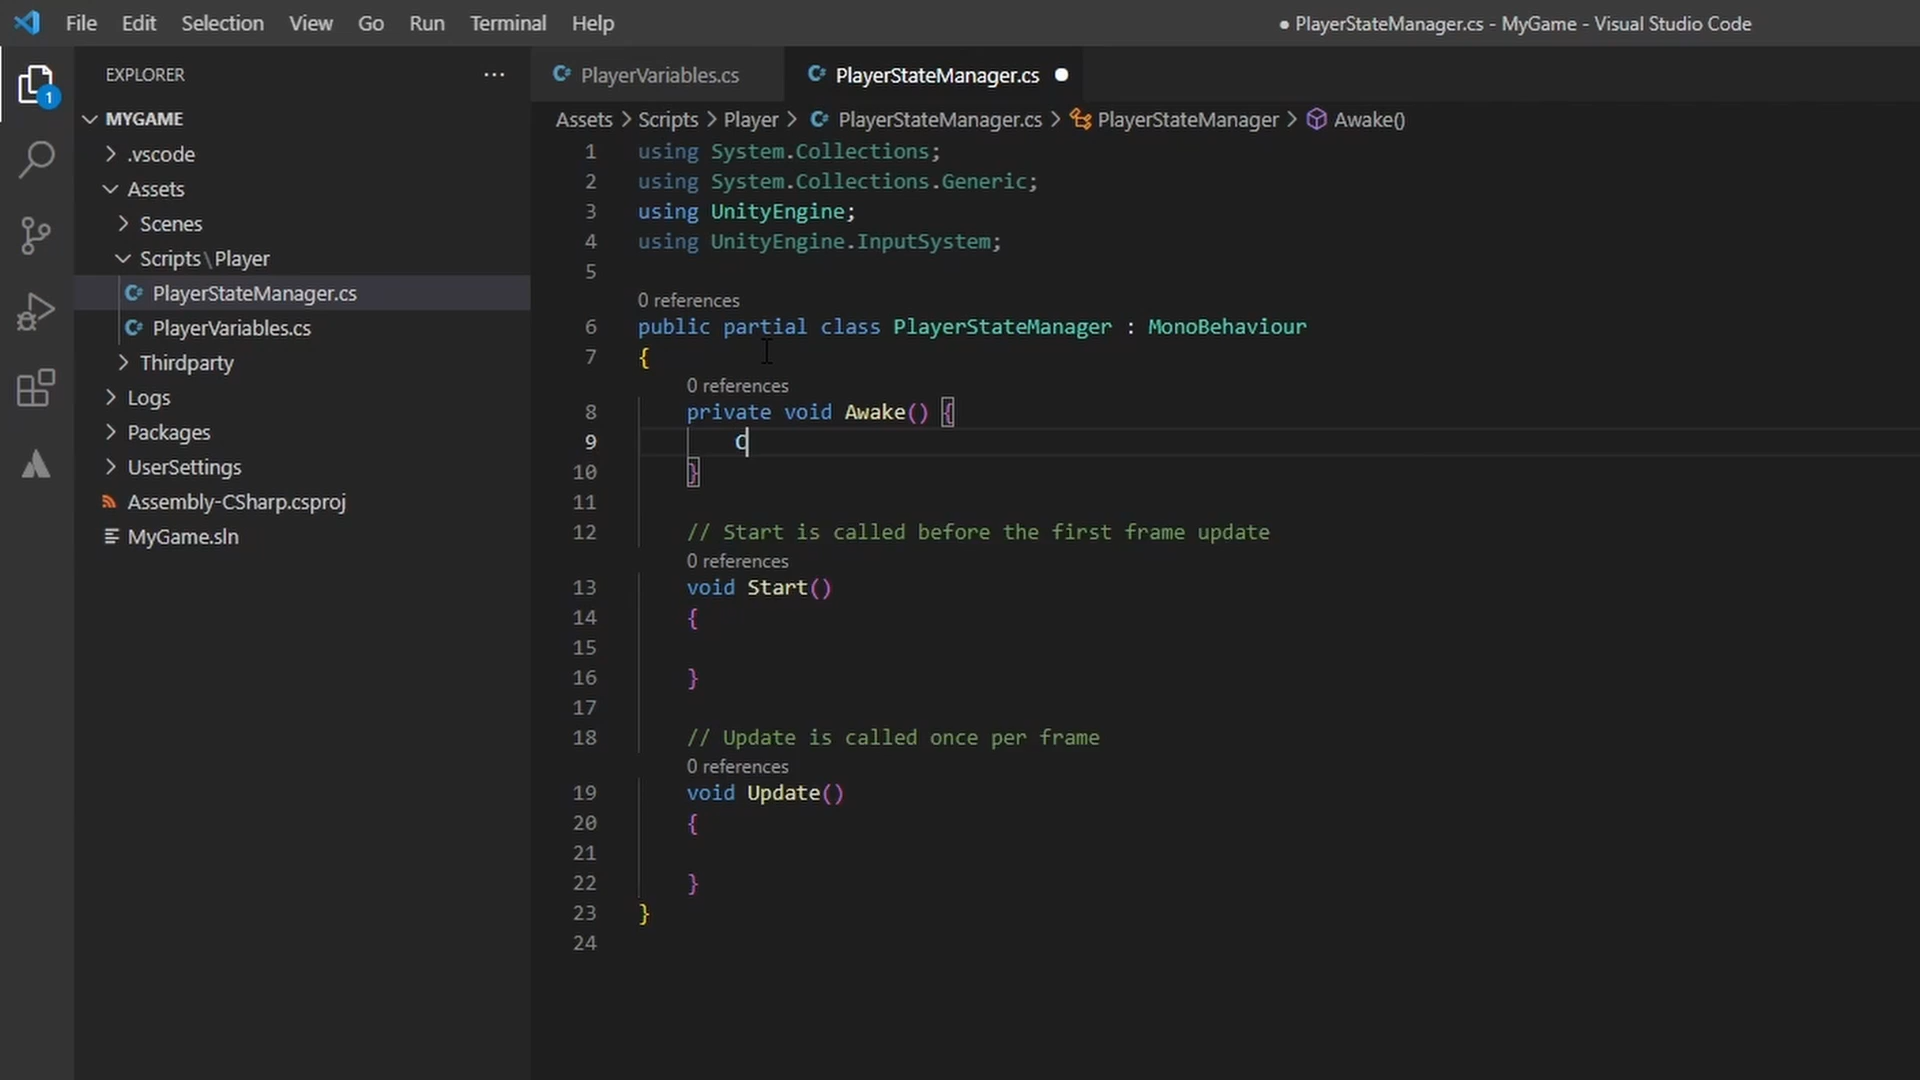 File Edit Selection View Go Run Terminal Help
● PlayerStateManager.cs - MyGame - Visual Studio Code
1
EXPLORER ...
MYGAME
.vscode
Assets
Scenes
Scripts\Player
PlayerStateManager.cs
PlayerVariables.cs
Thirdparty
Logs
Packages
UserSettings
Assembly-CSharp.csproj
MyGame.sln
PlayerVariables.cs PlayerStateManager.cs ●
Assets > Scripts > Player > PlayerStateManager.cs > PlayerStateManager > Awake()
1 using System.Collections;
2 using System.Collections.Generic;
3 using UnityEngine;
4 using UnityEngine.InputSystem;
5
0 references
6 public partial class PlayerStateManager : MonoBehaviour
7 {
0 references
8 private void Awake() {
9 C
10 }
11
12 // Start is called before the first frame update
0 references
13 void Start()
14 {
15
16 }
17
18 // Update is called once per frame
0 references
19 void Update()
20 {
21
22 }
23 }
24